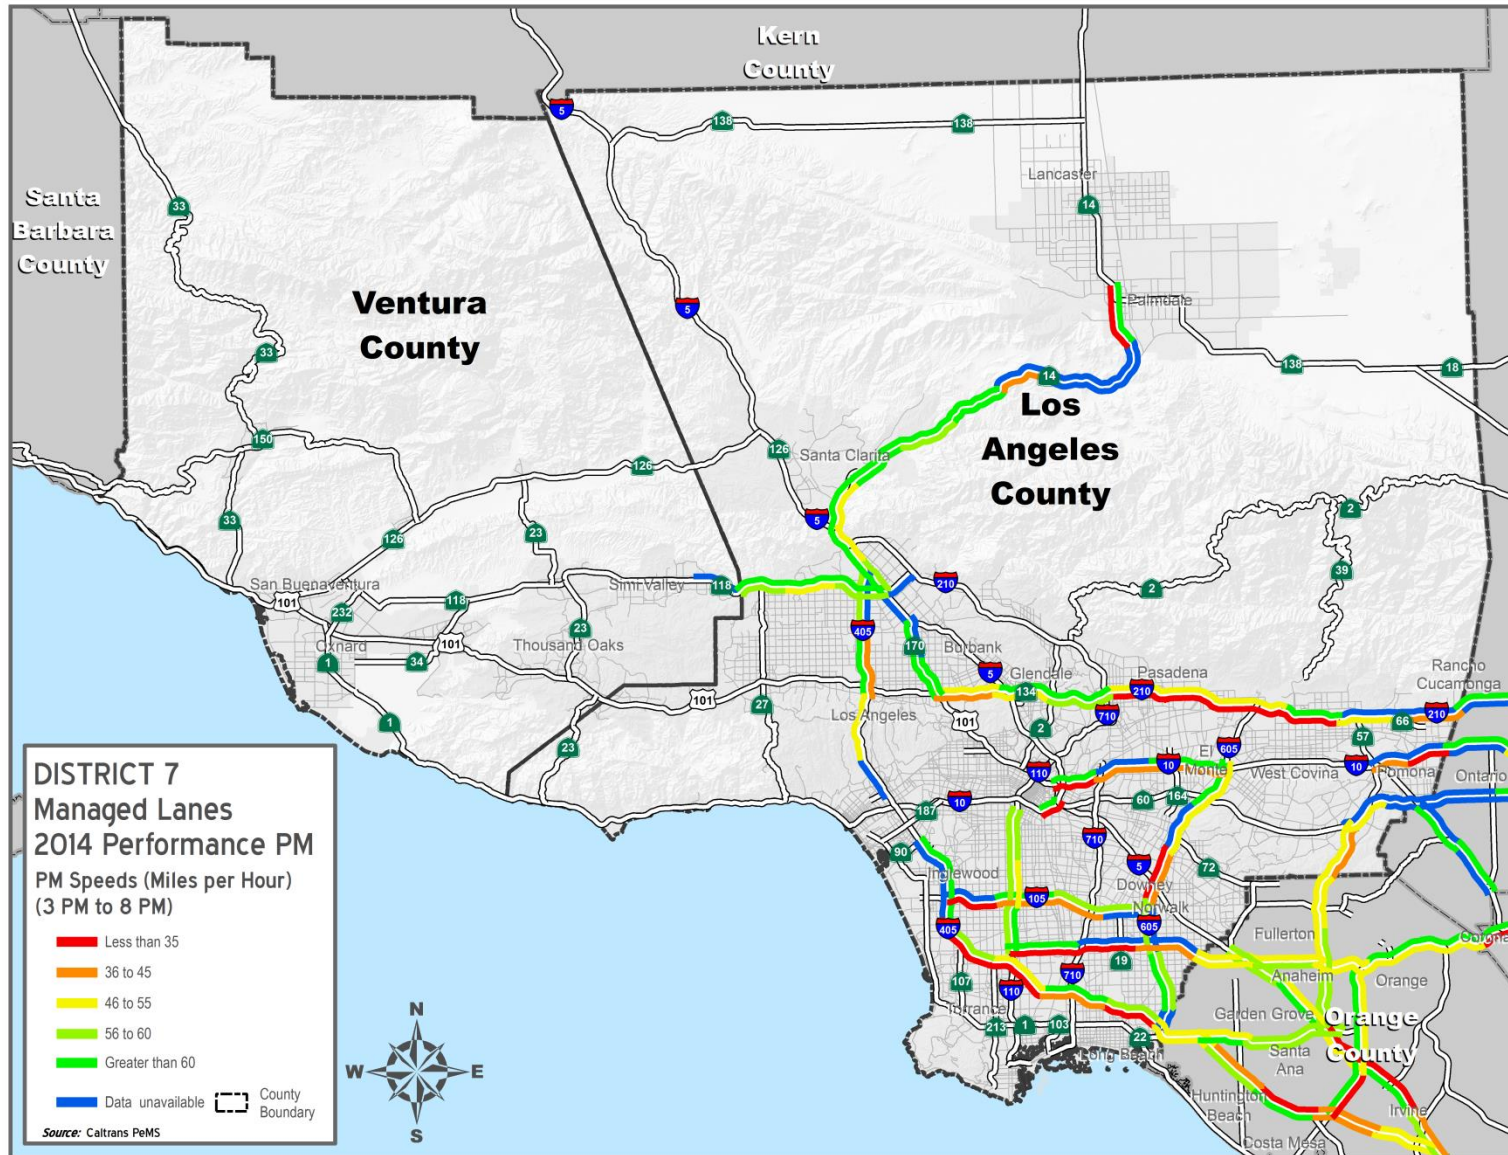 Kern
County
Santa
Barbara
County
Ventura
County
Los
Angeles
County
Orange
County
5
138
138
Lancaster
14
33
5
Palmdale
33
14
138
18
150
126
Santa Clarita
126
33
126
23
5
2
San Buenaventura
101
232
118
Simi Valley
118
210
2
39
Oxnard
1
34
101
Thousand Oaks
23
405
170
Burbank
5
Glendale
134
Pasadena
210
Rancho
Cucamonga
1
101
27
Los Angeles
101
2
710
66
210
57
23
El
Monte
605
110
10
West Covina
10
Pomona
Ontario
187
10
60
164
90
710
5
72
Inglewood
Downey
105
Norwalk
405
605
Fullerton
Corona
19
710
Anaheim
Orange
107
110
Torrance
Garden Grove
213
1
103
22
Long Beach
Santa
Ana
Huntington
Beach
Irvine
Costa Mesa
DISTRICT 7
Managed Lanes
2014 Performance PM
PM Speeds (Miles per Hour)
(3 PM to 8 PM)
Less than 35
36 to 45
46 to 55
56 to 60
Greater than 60
Data unavailable
County
Boundary
Source: Caltrans PeMS
N
W
E
S